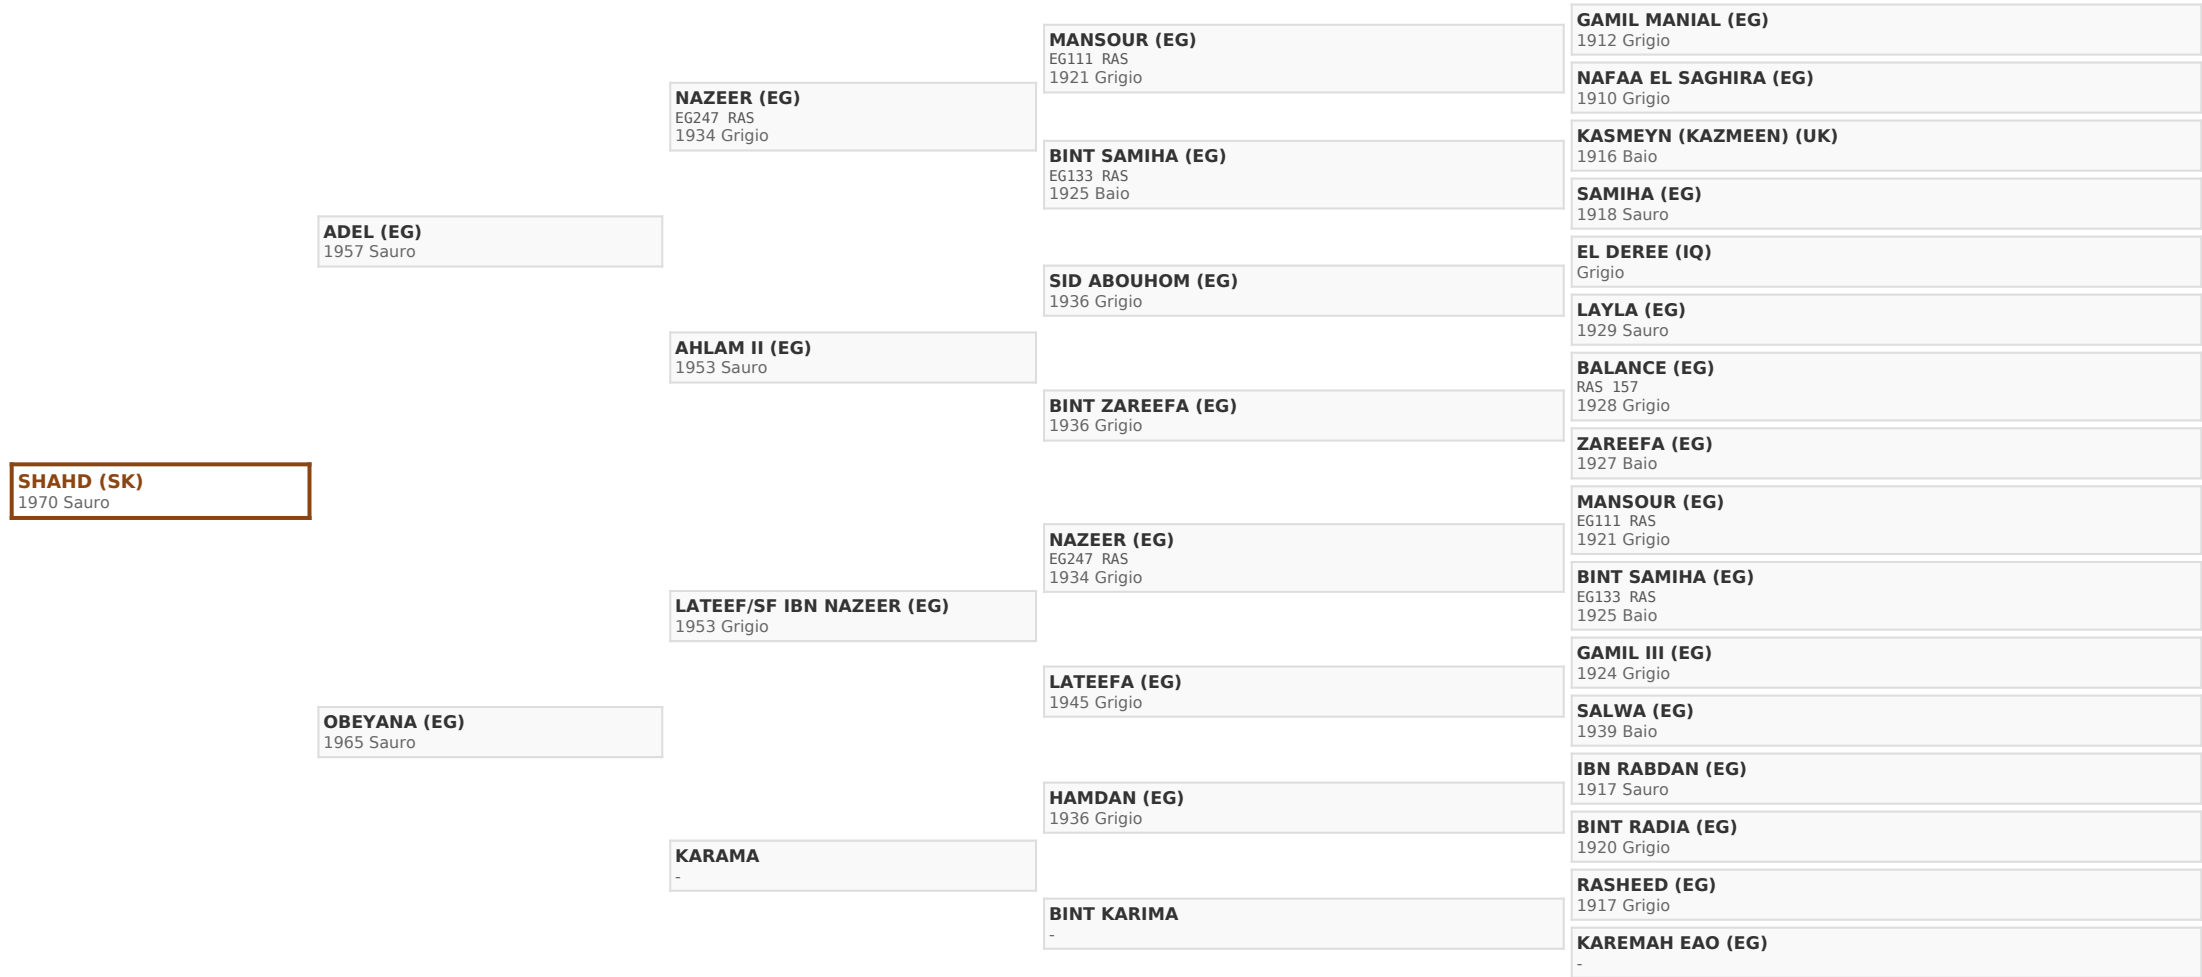 SHAHD (SK)
1970 Sauro
ADEL (EG)
1957 Sauro
OBEYANA (EG)
1965 Sauro
NAZEER (EG)
EG247 RAS
1934 Grigio
AHLAM II (EG)
1953 Sauro
LATEEF/SF IBN NAZEER (EG)
1953 Grigio
KARAMA
-
MANSOUR (EG)
EG111 RAS
1921 Grigio
BINT SAMIHA (EG)
EG133 RAS
1925 Baio
SID ABOUHOM (EG)
1936 Grigio
BINT ZAREEFA (EG)
1936 Grigio
NAZEER (EG)
EG247 RAS
1934 Grigio
LATEEFA (EG)
1945 Grigio
HAMDAN (EG)
1936 Grigio
BINT KARIMA
-
GAMIL MANIAL (EG)
1912 Grigio
NAFAA EL SAGHIRA (EG)
1910 Grigio
KASMEYN (KAZMEEN) (UK)
1916 Baio
SAMIHA (EG)
1918 Sauro
EL DEREE (IQ)
Grigio
LAYLA (EG)
1929 Sauro
BALANCE (EG)
RAS 157
1928 Grigio
ZAREEFA (EG)
1927 Baio
MANSOUR (EG)
EG111 RAS
1921 Grigio
BINT SAMIHA (EG)
EG133 RAS
1925 Baio
GAMIL III (EG)
1924 Grigio
SALWA (EG)
1939 Baio
IBN RABDAN (EG)
1917 Sauro
BINT RADIA (EG)
1920 Grigio
RASHEED (EG)
1917 Grigio
KAREMAH EAO (EG)
-